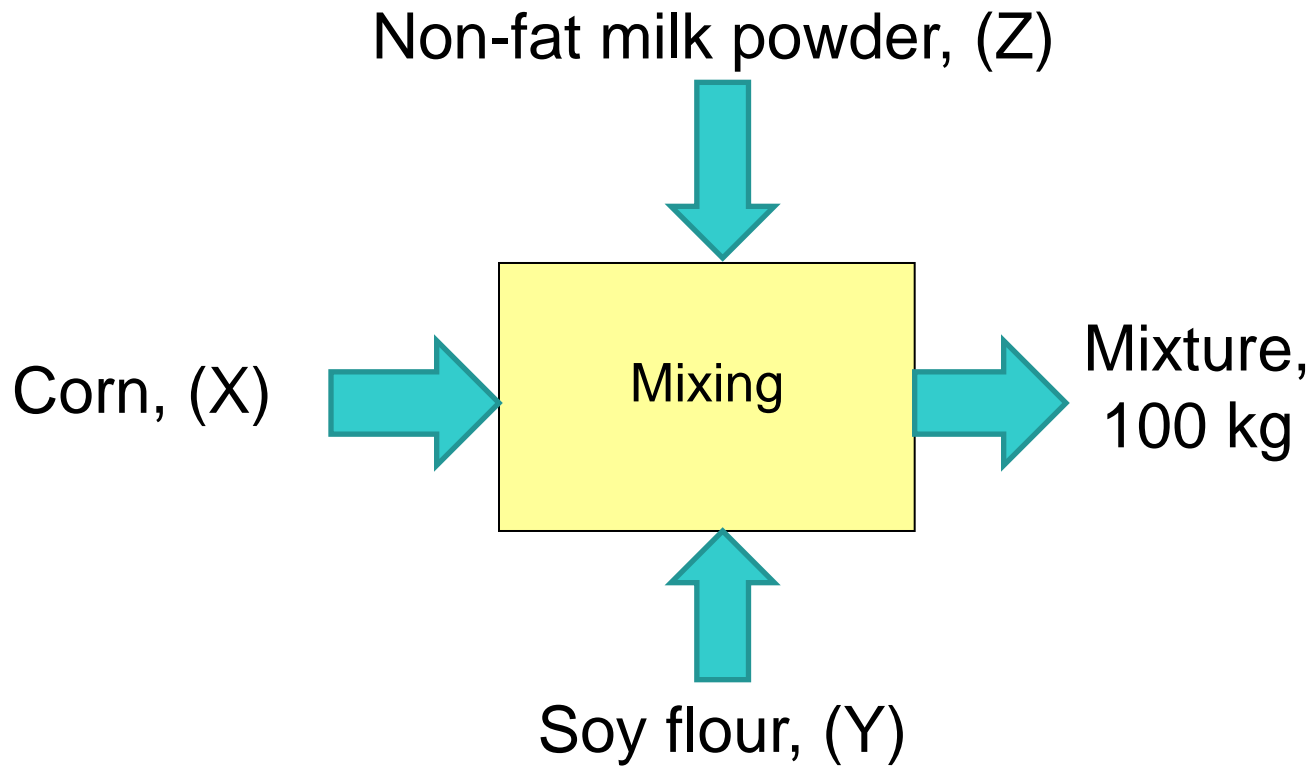 Non-fat milk powder, (Z)
Corn, (X)
Mixing
Mixture,
100 kg
Soy flour, (Y)